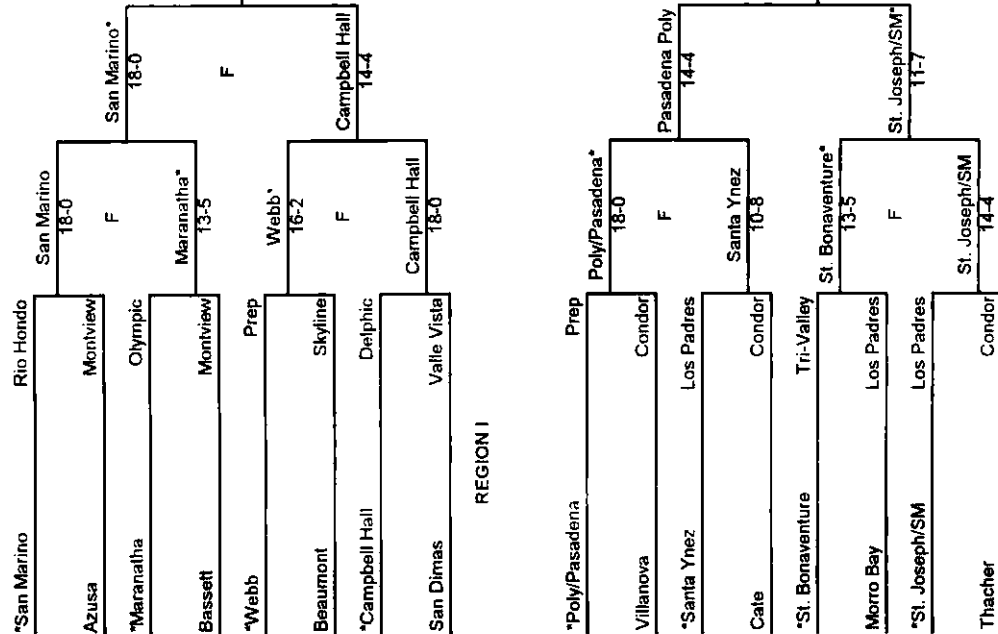 *San Marino Rio Hondo
Azusa Montview
*Maranatha Olympic
Bassett Montview
*Webb Prep
Beaumont Skyline
*Campbell Hall Delphic
San Dimas Valle Vista
San Marino
18-0
F
Maranatha*
13-5
Webb*
16-2
F
Campbell Hall
18-0
San Marino*
18-0
F
Campbell Hall
14-4
REGION I
*Poly/Pasadena Prep
Villanova Condor
*Santa Ynez Los Padres
Cate Condor
*St. Bonaventure Tri-Valley
Morro Bay Los Padres
*St. Joseph/SM Los Padres
Thacher Condor
Poly/Pasadena*
18-0
F
Santa Ynez
10-8
St. Bonaventure*
13-5
F
St. Joseph/SM
14-4
Pasadena Poly
14-4
St. Joseph/SM*
11-7